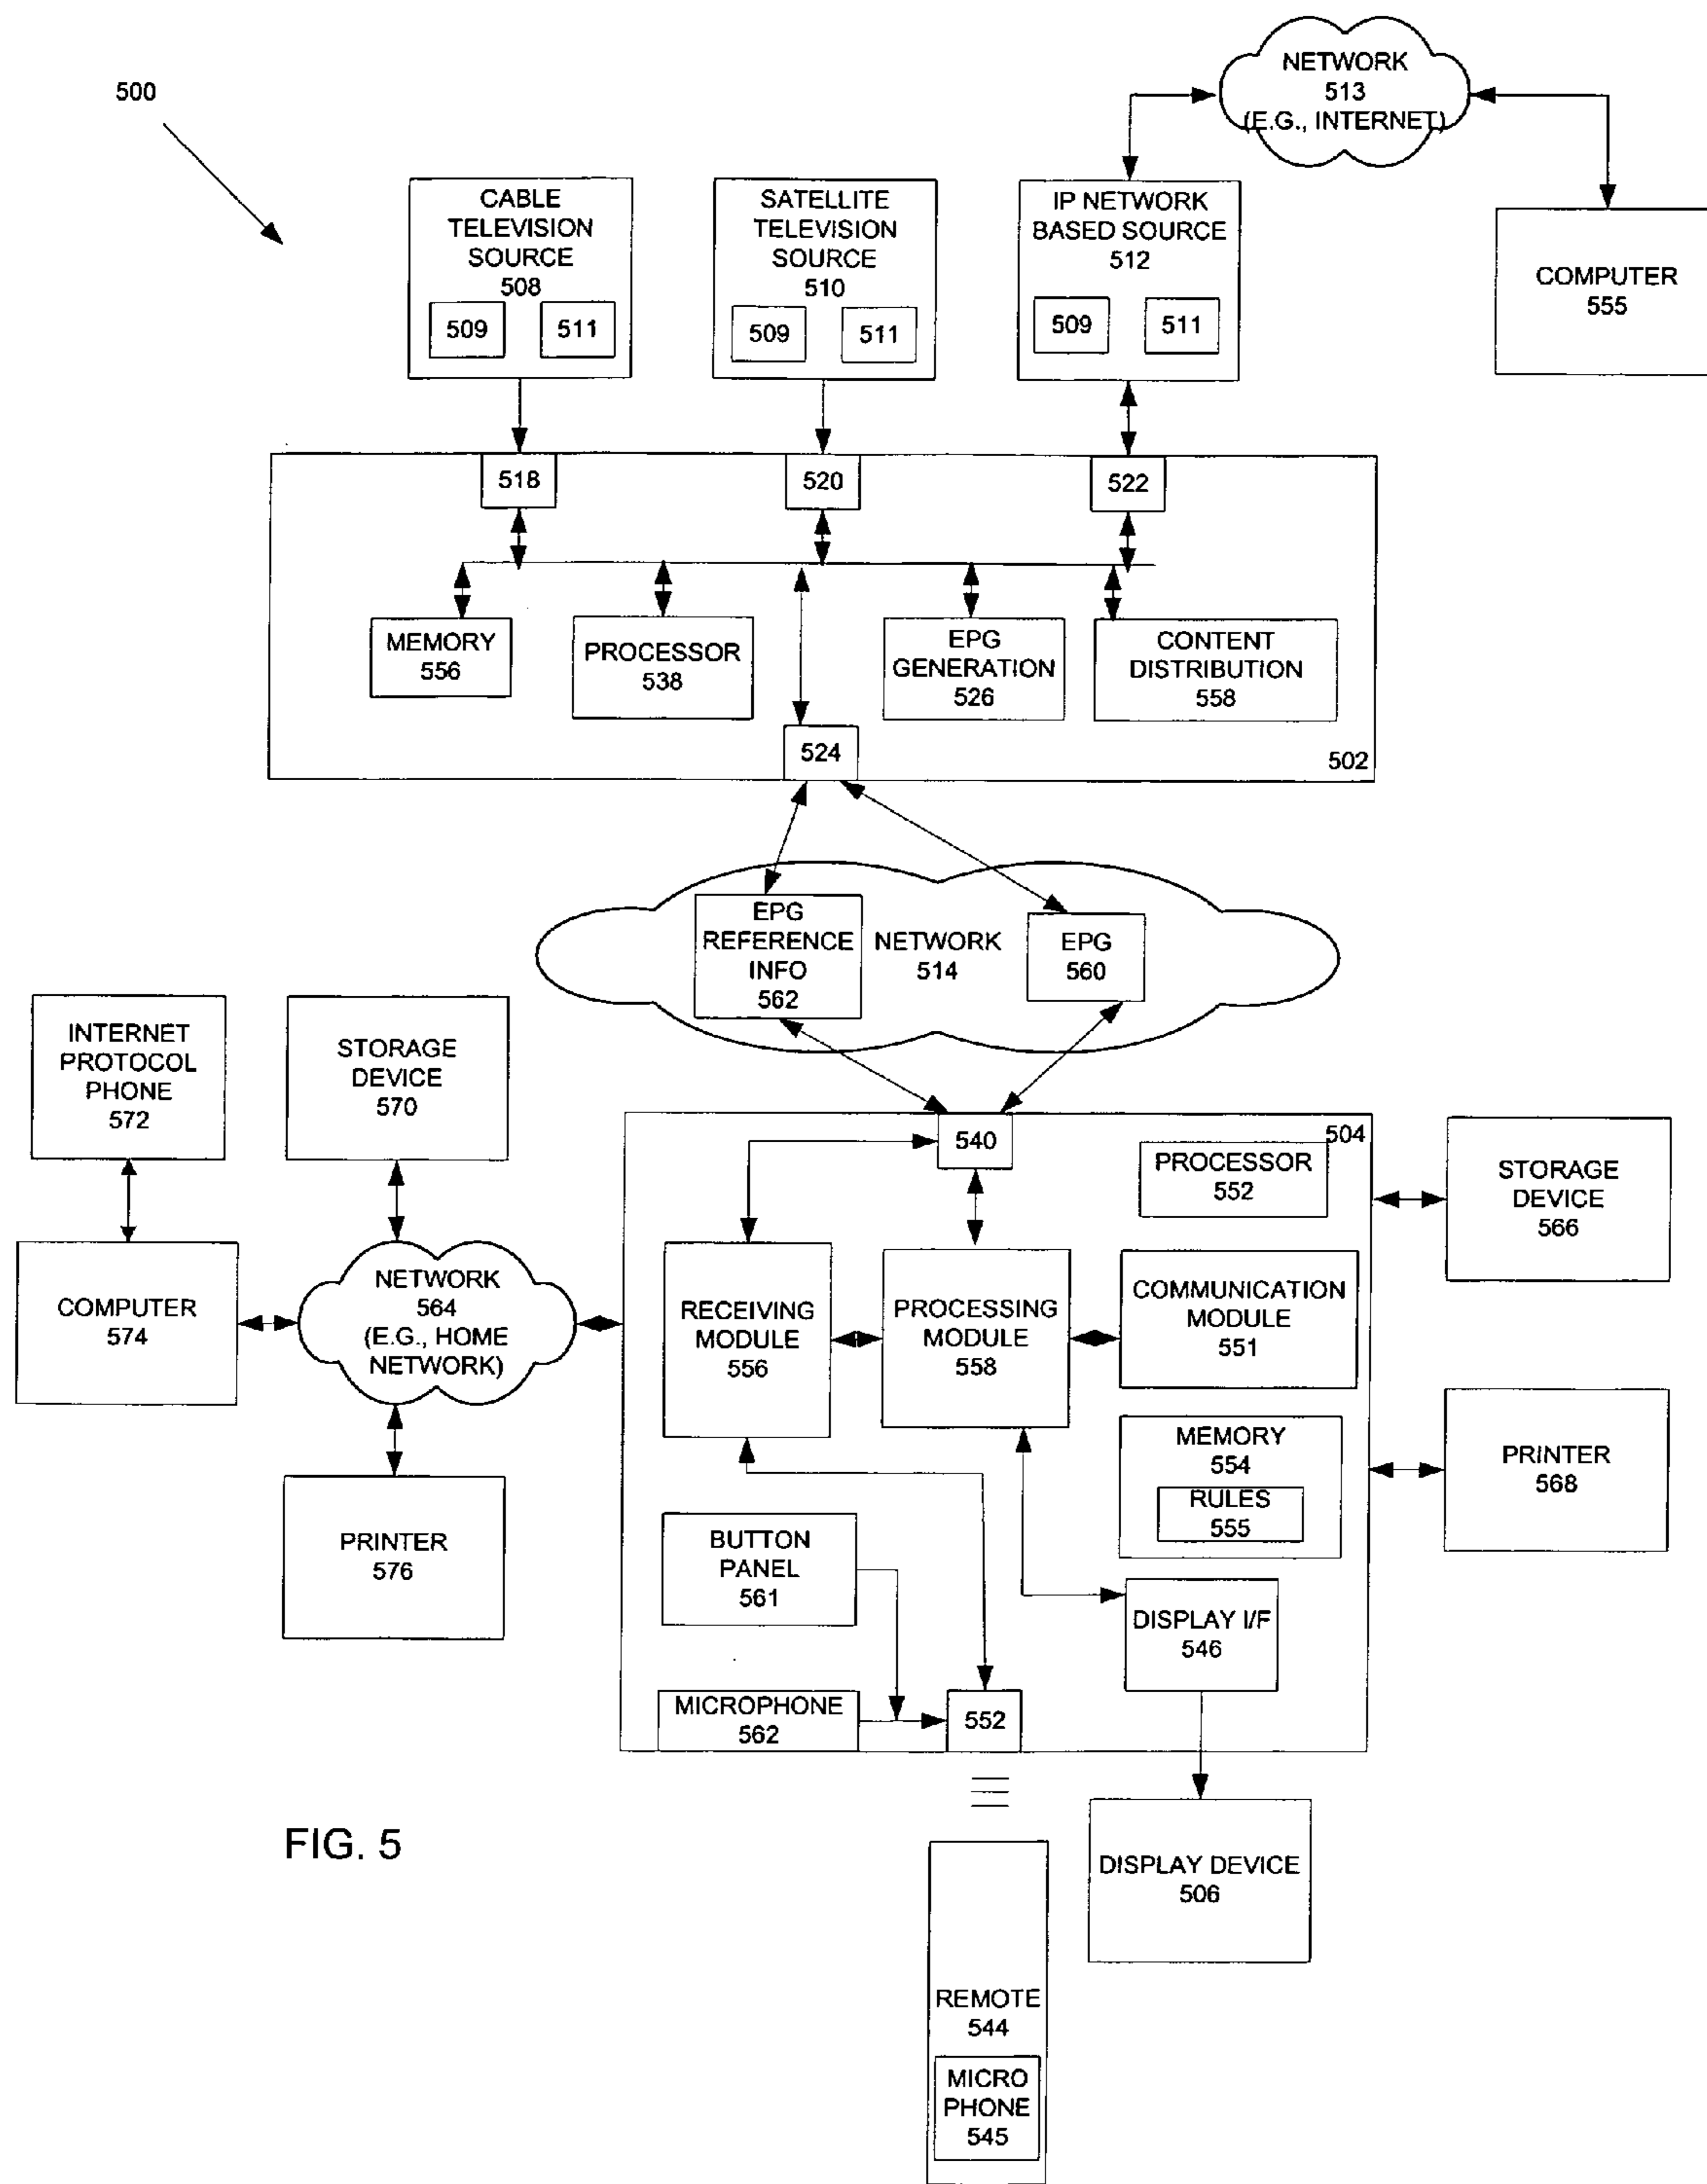 500
NETWORK
513
(E.G., INTERNET)
CABLE
TELEVISION
SOURCE
508
509
511
SATELLITE
TELEVISION
SOURCE
510
509
511
IP NETWORK
BASED SOURCE
512
509
511
COMPUTER
555
518
520
522
MEMORY
556
PROCESSOR
538
EPG
GENERATION
526
CONTENT
DISTRIBUTION
558
524
502
EPG
REFERENCE
INFO
562
NETWORK
514
EPG
560
INTERNET
PROTOCOL
PHONE
572
STORAGE
DEVICE
570
540
504
PROCESSOR
552
STORAGE
DEVICE
566
COMPUTER
574
NETWORK
564
(E.G., HOME
NETWORK)
RECEIVING
MODULE
556
PROCESSING
MODULE
558
COMMUNICATION
MODULE
551
MEMORY
554
RULES
555
PRINTER
568
PRINTER
576
BUTTON
PANEL
561
DISPLAY I/F
546
MICROPHONE
562
552
FIG. 5
DISPLAY DEVICE
506
REMOTE
544
MICRO
PHONE
545